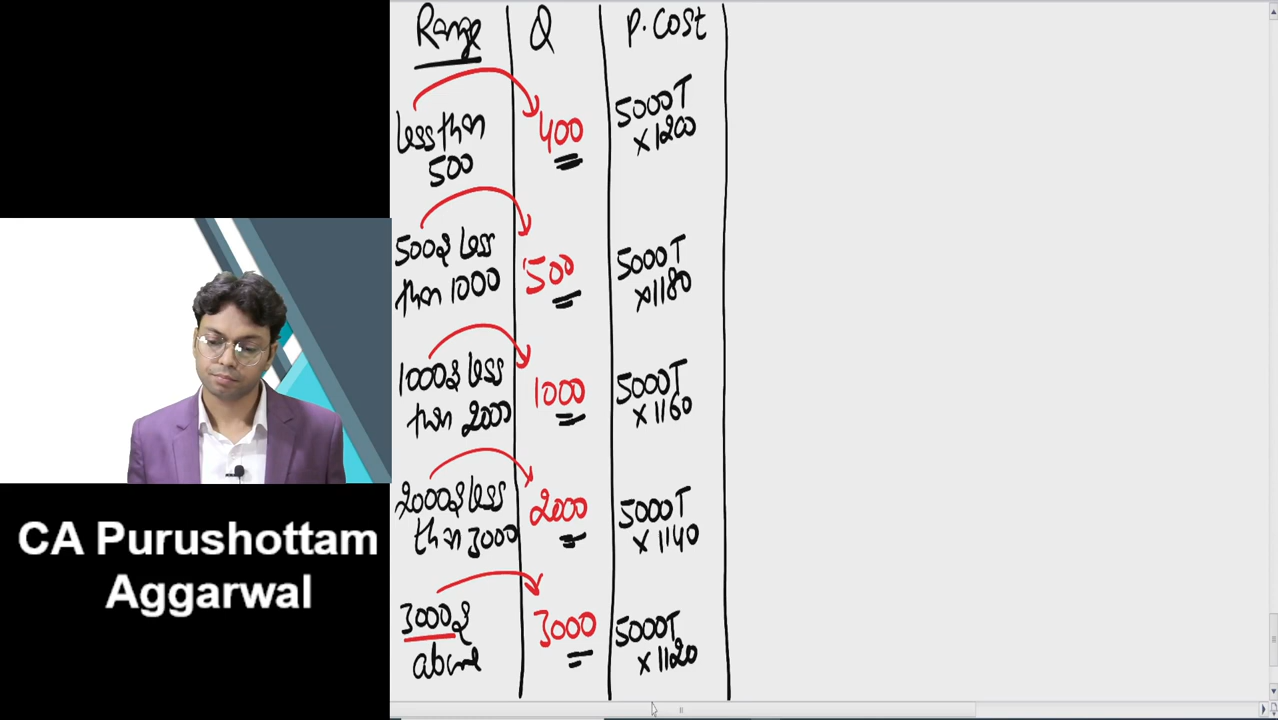 Range Q P.Cost
less than
500
400
5000T
x1200
500 & less
than 1000
500
5000T
x1180
1000 & less
than 2000
1000
5000T
x1160
2000 & less
than 3000
2000
5000T
x1140
3000 &
above
3000
5000T
x1120
CA Purushottam
Aggarwal